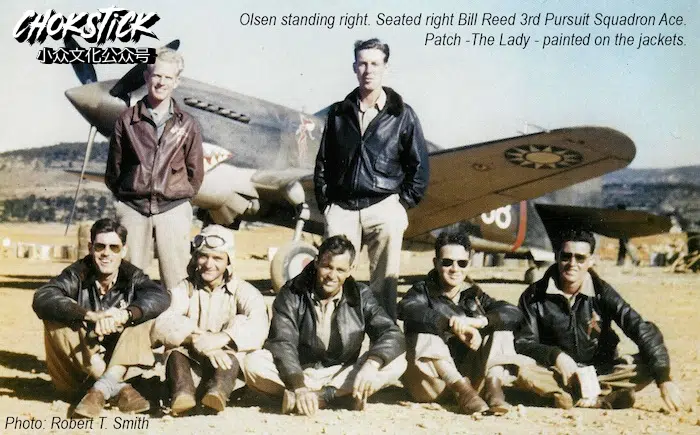 CHOKSTICK
小众文化公众号
Olsen standing right. Seated right Bill Reed 3rd Pursuit Squadron Ace.
Patch -The Lady - painted on the jackets.
98
Photo: Robert T. Smith